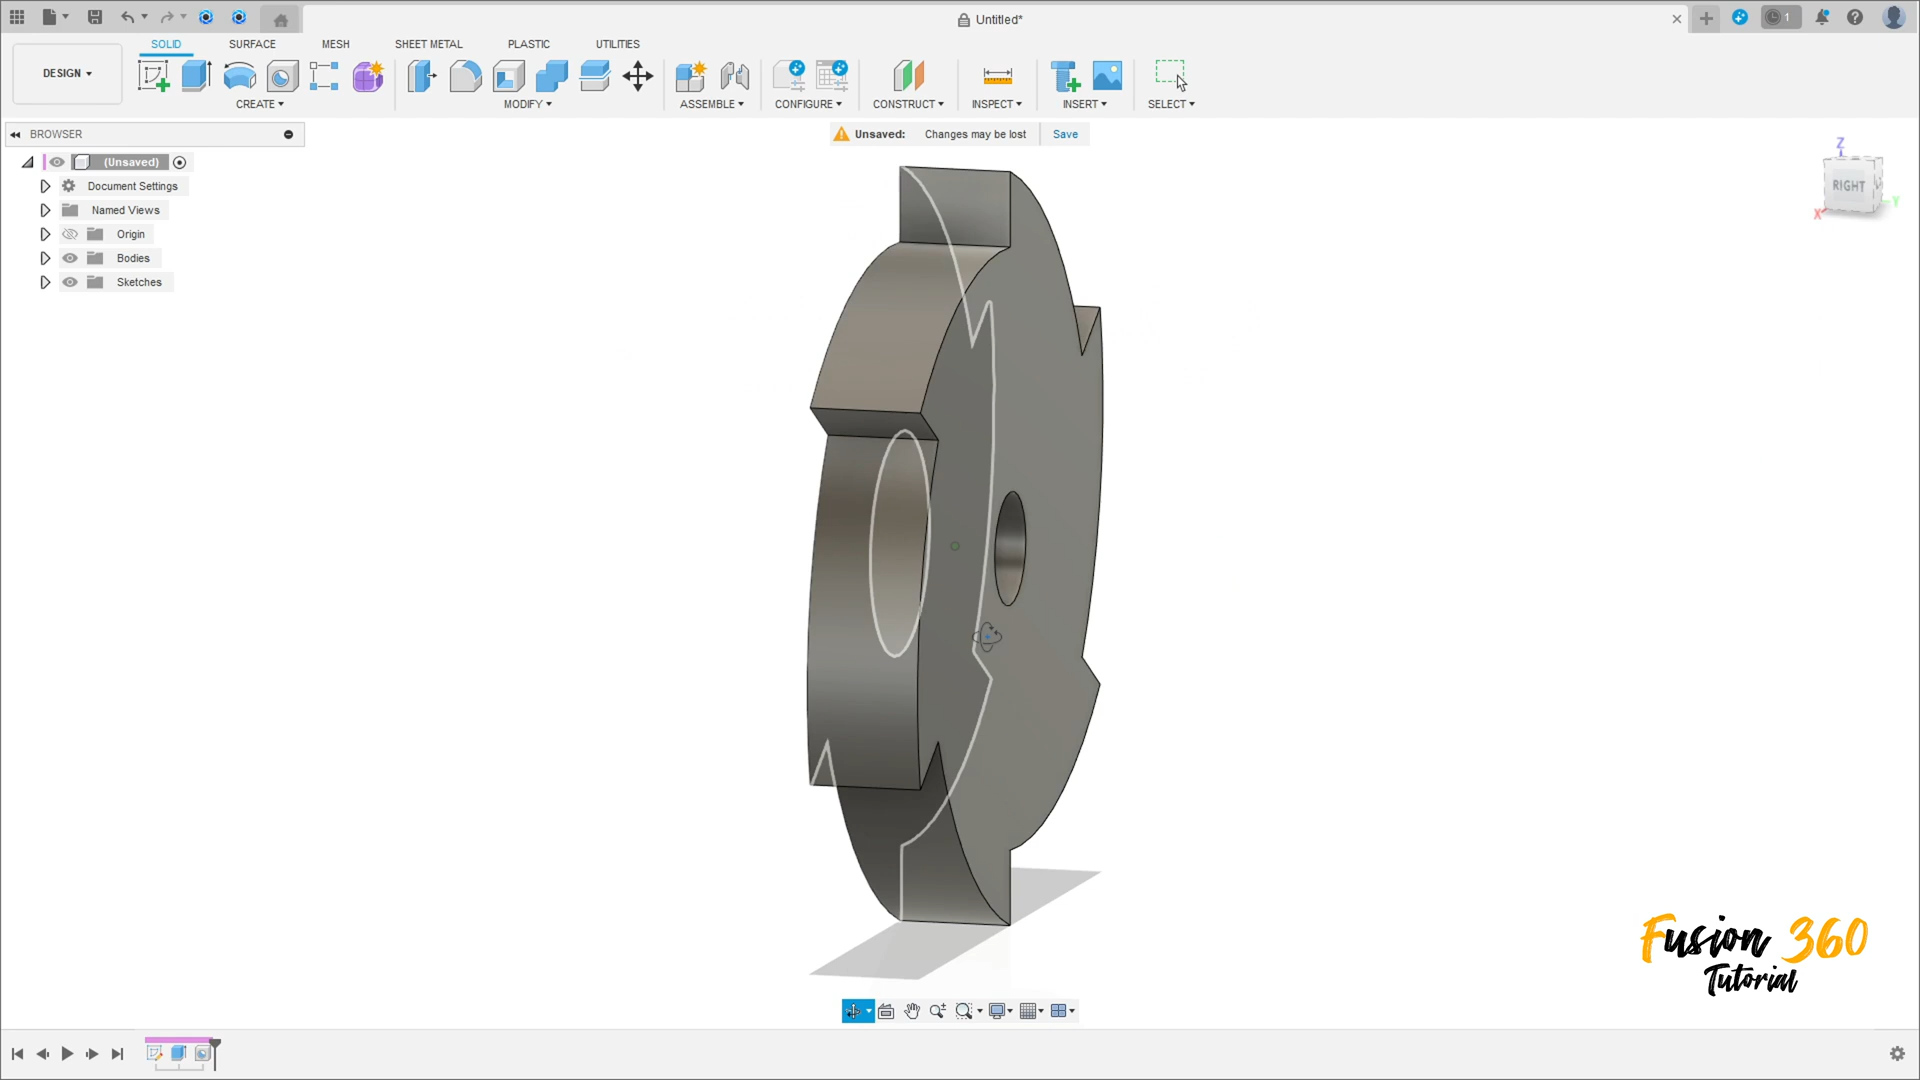 Untitled*
1
DESIGN
SOLID
SURFACE
MESH
SHEET METAL
PLASTIC
UTILITIES
CREATE
MODIFY
ASSEMBLE
CONFIGURE
CONSTRUCT
INSPECT
INSERT
SELECT
BROWSER
Unsaved: Changes may be lost Save
(Unsaved)
Document Settings
Named Views
Origin
Bodies
Sketches
Z
RIGHT
X
Y
Fusion 360
Tutorial